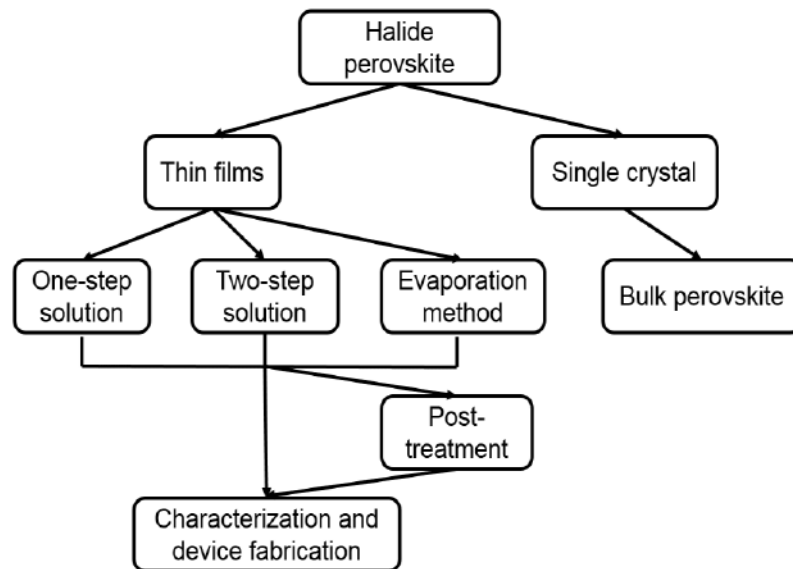 Halide
perovskite
Thin films
Single crystal
One-step
solution
Two-step
solution
Evaporation
method
Bulk perovskite
Post-
treatment
Characterization and
device fabrication